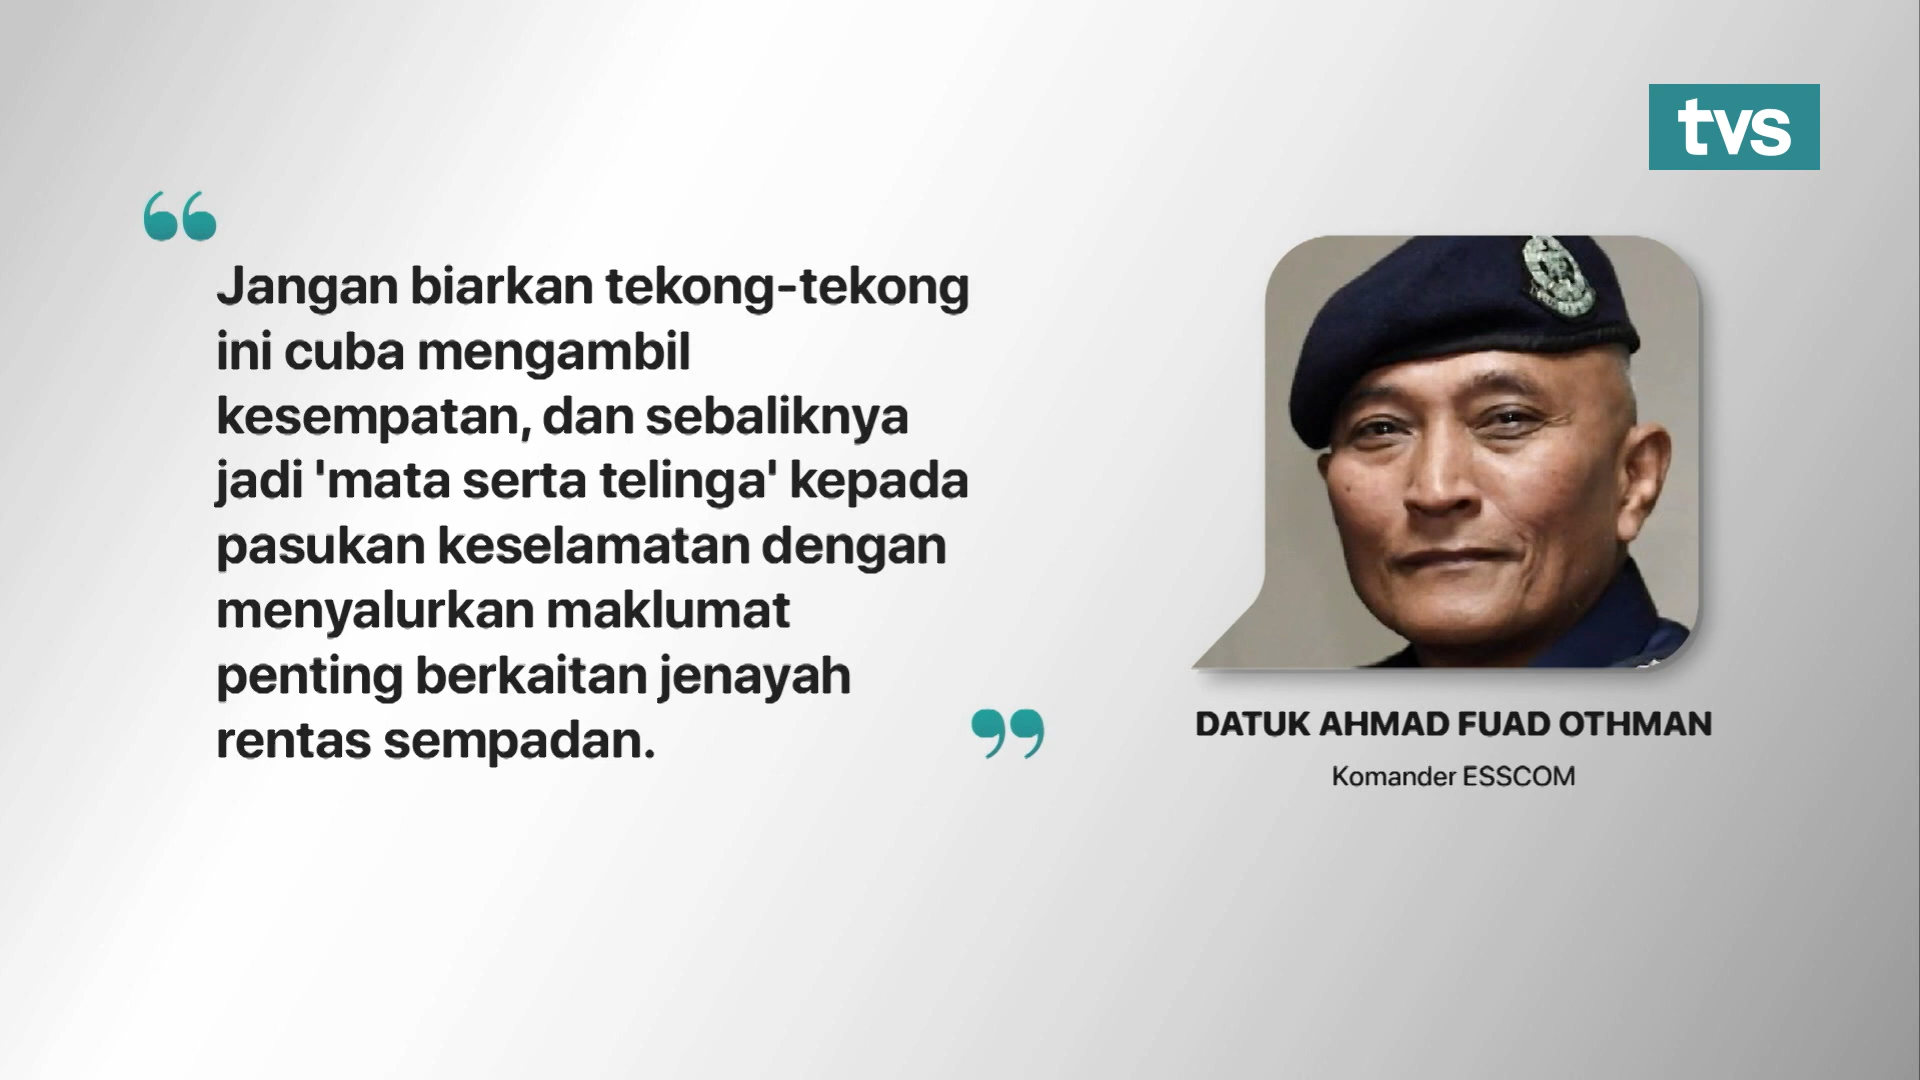 tvs
“
Jangan biarkan tekong-tekong
ini cuba mengambil
kesempatan, dan sebaliknya
jadi 'mata serta telinga' kepada
pasukan keselamatan dengan
menyalurkan maklumat
penting berkaitan jenayah
rentas sempadan.
”
DATUK AHMAD FUAD OTHMAN
Komander ESSCOM